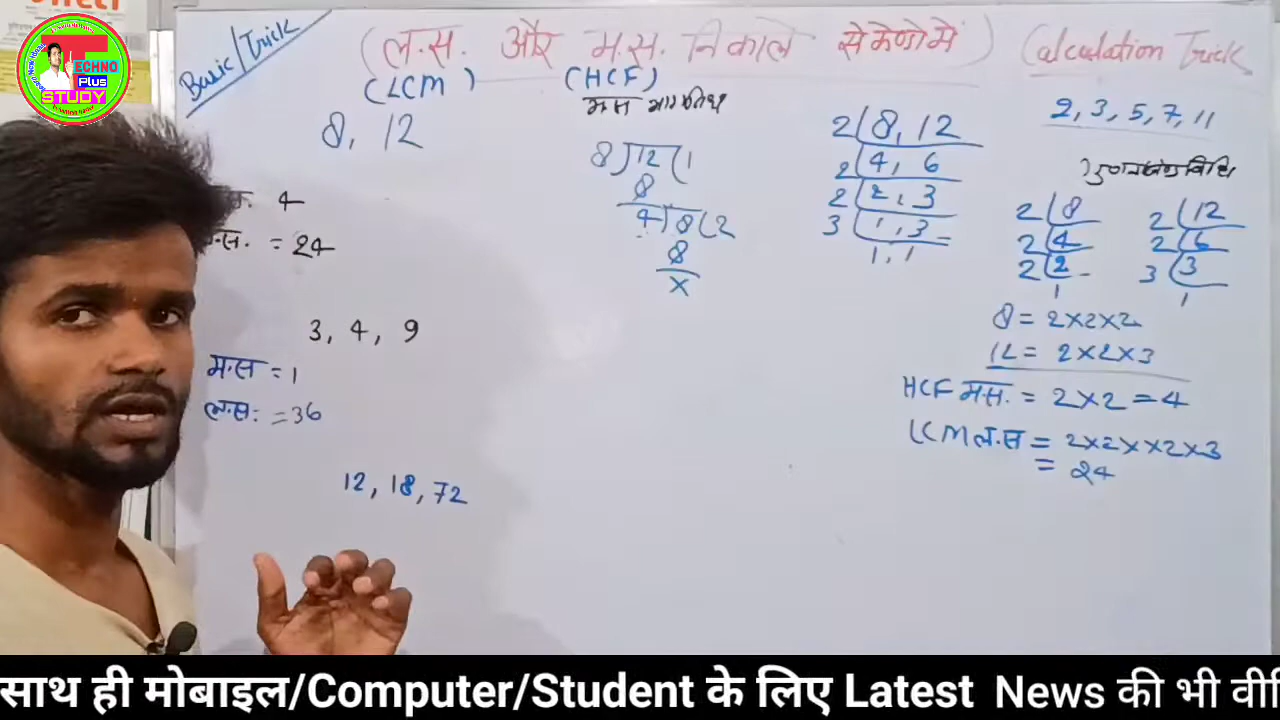 TECHNO
Plus
STUDY
Basic/Trick
(ल.स. और म.स. निकाले सेकेण्डो मे) Calculation Trick
(LCM) (HCF)
8, 12
4
= 24
3, 4, 9
म.स = 1
ल.स. = 36
12, 18, 72
म.स भाग विधि
8)12(1
8
4)8(2
8
x
2 | 8, 12
2 | 4, 6
2 | 2, 3
3 | 1, 3
1, 1
2, 3, 5, 7, 11
गुणनखंड विधि
2 | 8 2 | 12
2 | 4 2 | 6
2 | 2 3 | 3
1 1
8 = 2×2×2
12 = 2×2×3
HCF म.स. = 2×2 = 4
LCM ल.स = 2×2××2×3
= 24
साथ ही मोबाइल/Computer/Student के लिए Latest News की भी